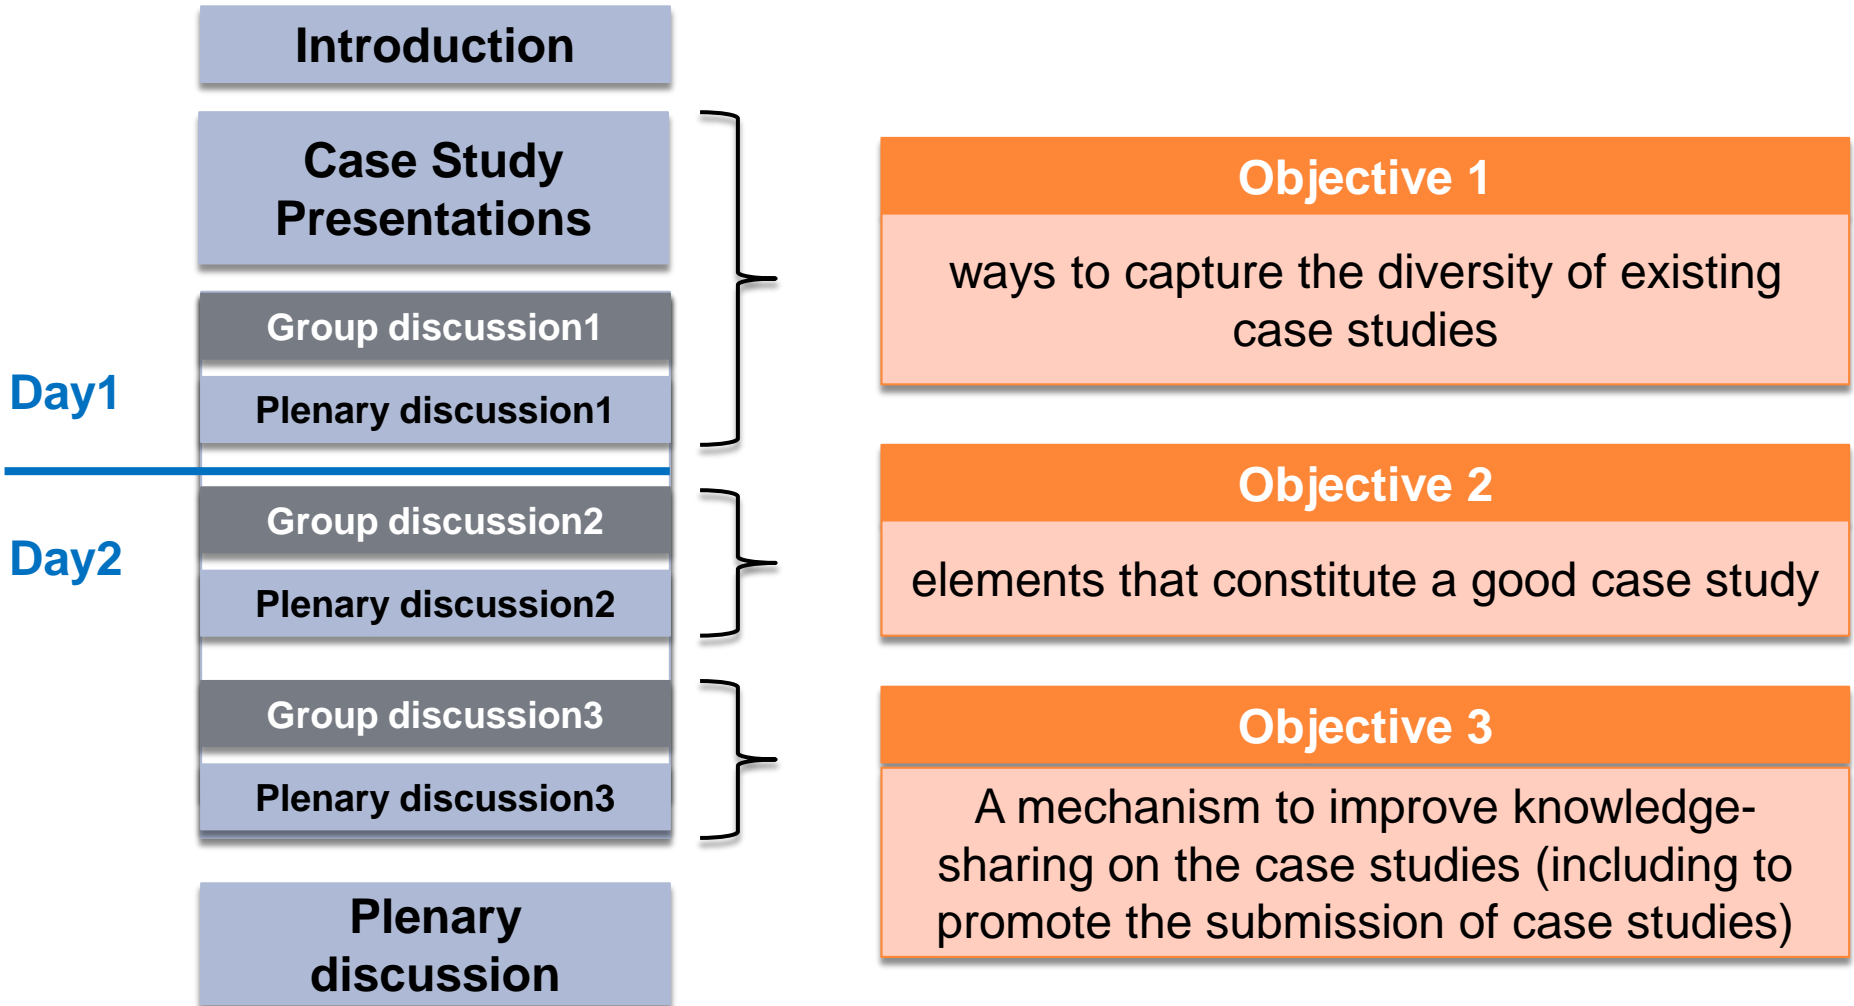 Introduction
Case Study
Presentations
Group discussion1
Plenary discussion1
Day1
Day2
Group discussion2
Plenary discussion2
Group discussion3
Plenary discussion3
Plenary
discussion
Objective 1
ways to capture the diversity of existing
case studies
Objective 2
elements that constitute a good case study
Objective 3
A mechanism to improve knowledge-
sharing on the case studies (including to
promote the submission of case studies)